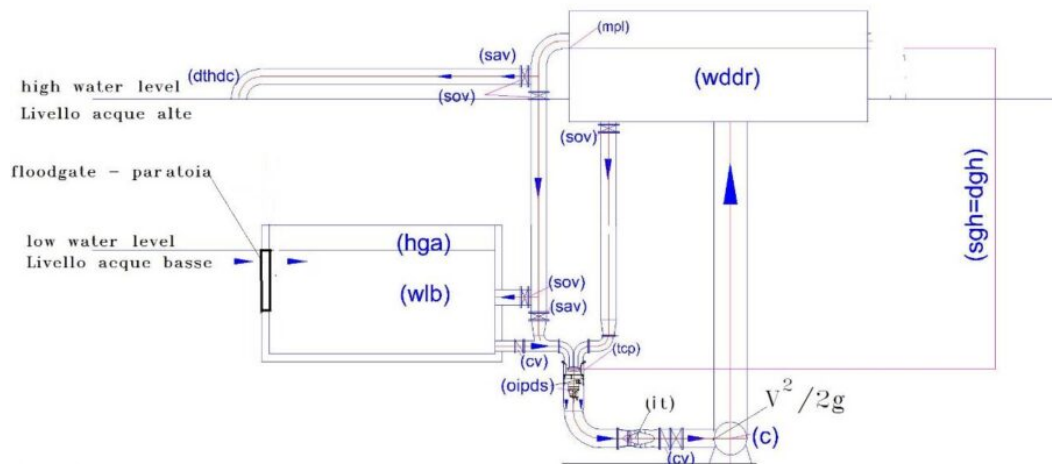 (mpl)
(sav)
(dthdc)
(wddr)
high water level
(sov)
Livello acque alte
(sov)
floodgate - paratoia
(sgh=dgh)
low water level
(hga)
Livello acque basse
(wlb)
(sov)
(sav)
(tcp)
(cv)
(oipds)
(it)
V²/2g
(c)
(cv)